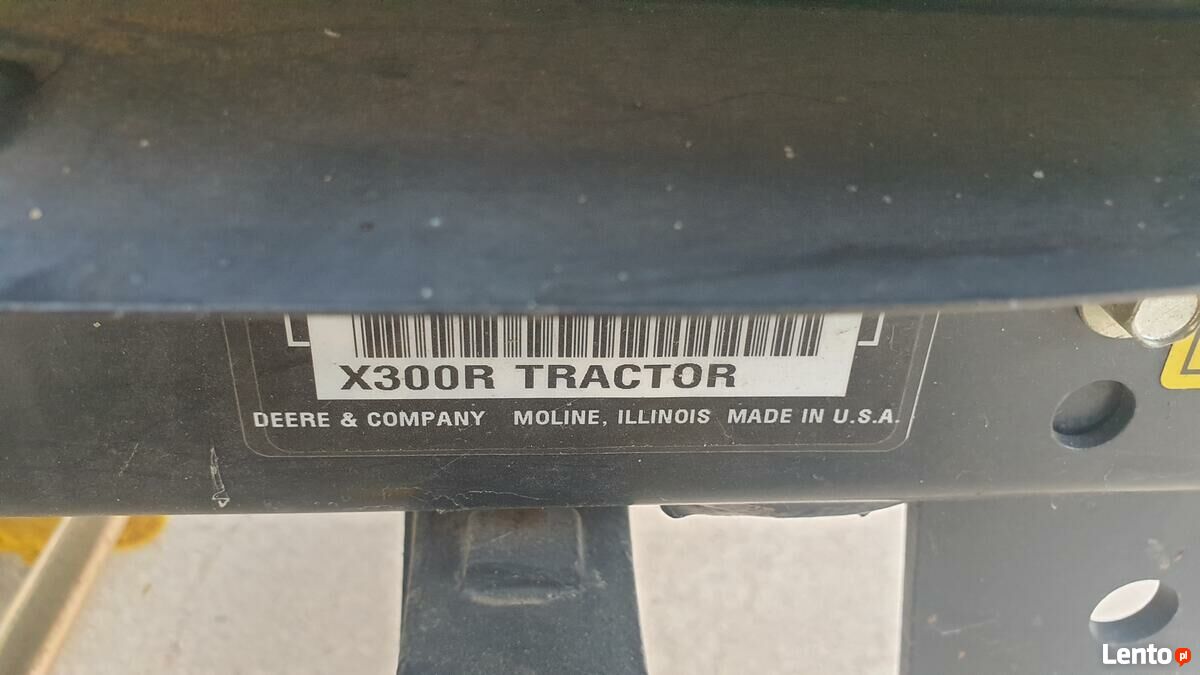 X300R TRACTOR
DEERE & COMPANY MOLINE, ILLINOIS MADE IN U.S.A.
Lento.pl